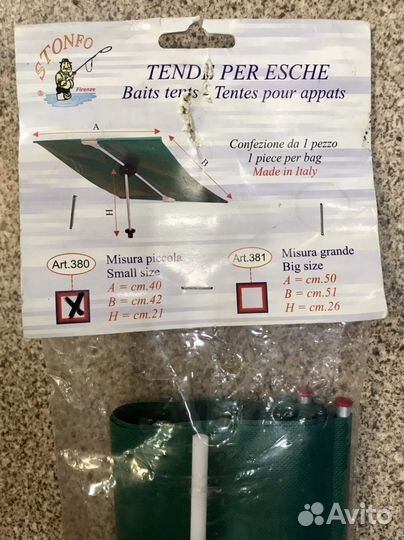 STONFO
®
Firenze
TENDE PER ESCHE
Baits tents - Tentes pour appats
A
B
H
Confezione da 1 pezzo
1 piece per bag
Made in Italy
Art.380
Misura piccola
Small size
A = cm.40
B = cm.42
H = cm.21
X
Art.381
Misura grande
Big size
A = cm.50
B = cm.51
H = cm.26
Avito